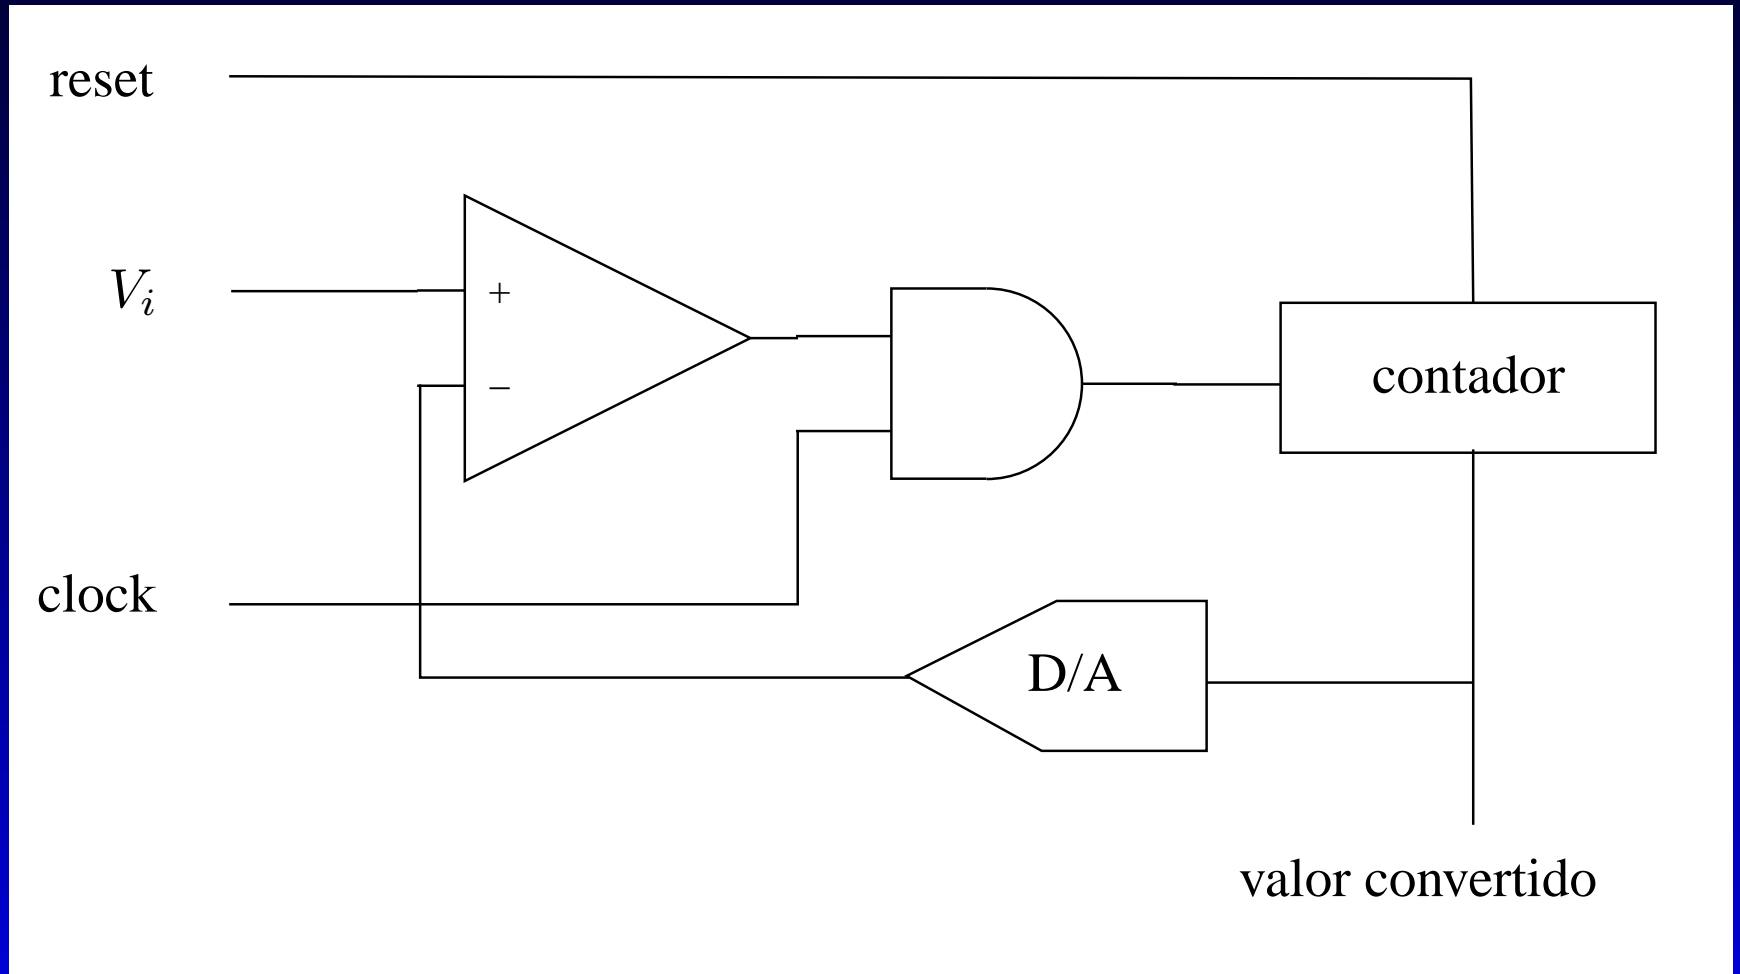 reset
V_i
+
−
contador
clock
D/A
valor convertido